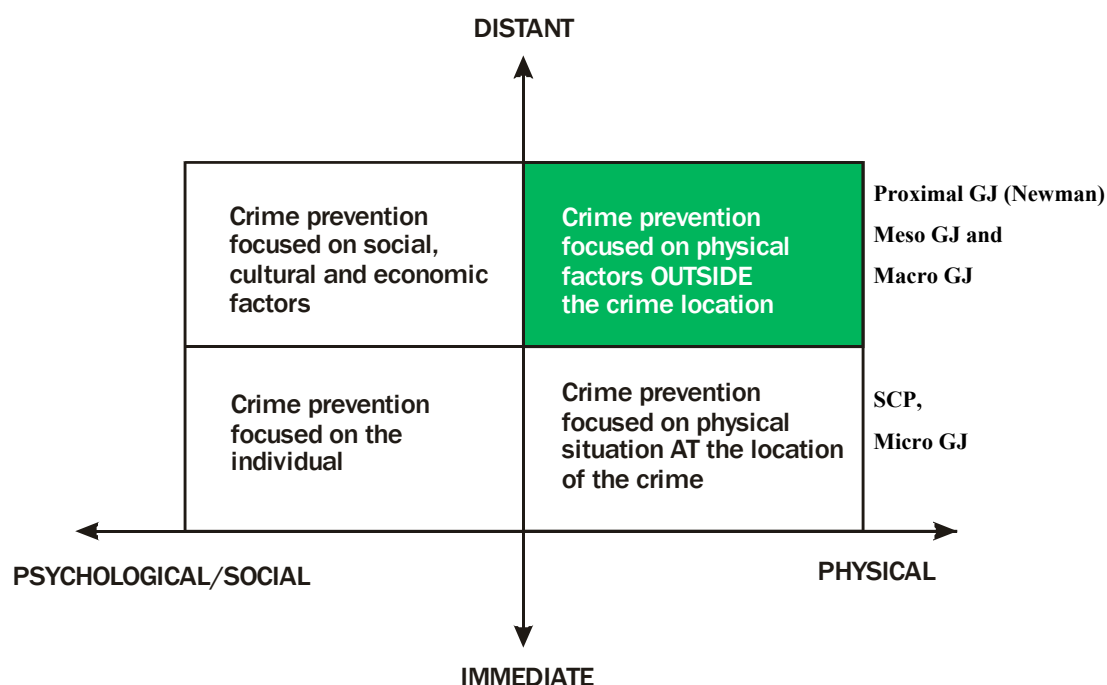 DISTANT
Crime prevention
focused on social,
cultural and economic
factors
Crime prevention
focused on physical
factors OUTSIDE
the crime location
Proximal GJ (Newman)
Meso GJ and
Macro GJ
Crime prevention
focused on the
individual
Crime prevention
focused on physical
situation AT the location
of the crime
SCP,
Micro GJ
PSYCHOLOGICAL/SOCIAL
PHYSICAL
IMMEDIATE